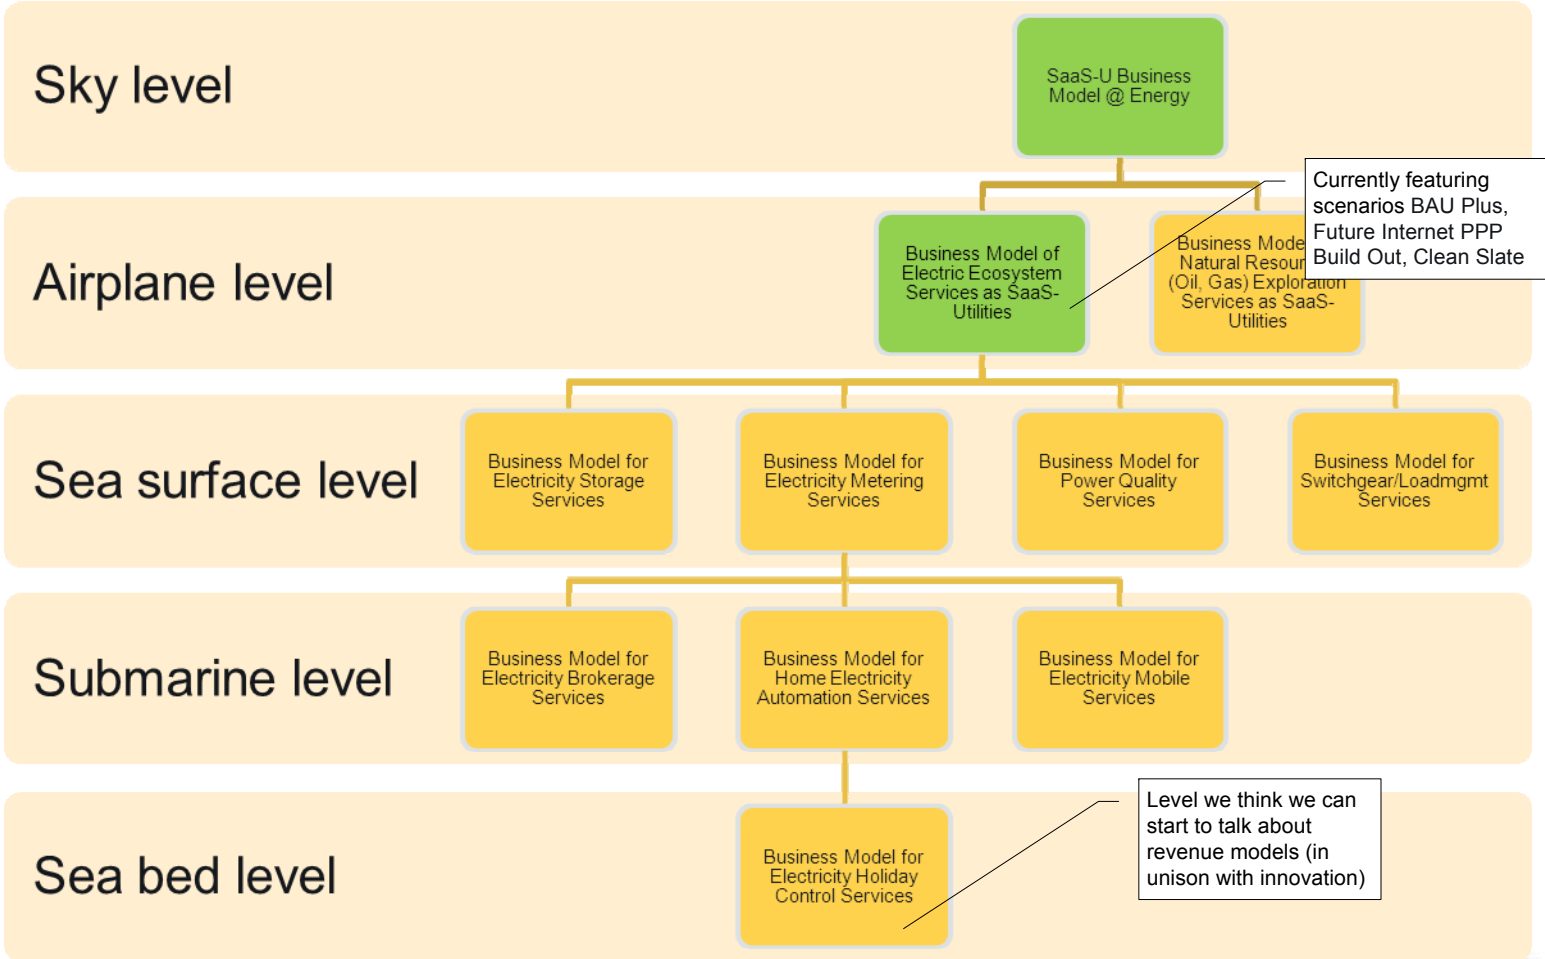 Sky level
SaaS-U Business
Model @ Energy
Currently featuring
scenarios BAU Plus,
Future Internet PPP
Build Out, Clean Slate
Airplane level
Business Model of
Electric Ecosystem
Services as SaaS-
Utilities
Business
Natural
(Oil, Gas) Exploration
Services as SaaS-
Utilities
Sea surface level
Business Model for
Electricity Storage
Services
Business Model for
Electricity Metering
Services
Business Model for
Power Quality
Services
Business Model for
Switchgear/Loadmgmt
Services
Submarine level
Business Model for
Electricity Brokerage
Services
Business Model for
Home Electricity
Automation Services
Business Model for
Electricity Mobile
Services
Sea bed level
Business Model for
Electricity Holiday
Control Services
Level we think we can
start to talk about
revenue models (in
unison with innovation)